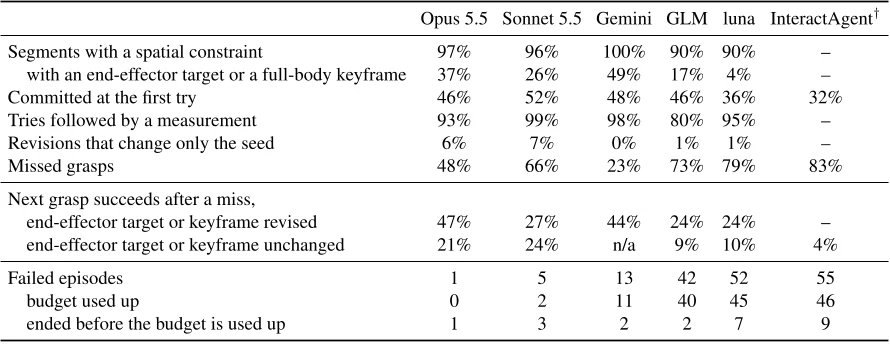 Opus 5.5 Sonnet 5.5 Gemini GLM luna InteractAgent†
Segments with a spatial constraint 97% 96% 100% 90% 90% –
with an end-effector target or a full-body keyframe 37% 26% 49% 17% 4% –
Committed at the first try 46% 52% 48% 46% 36% 32%
Tries followed by a measurement 93% 99% 98% 80% 95% –
Revisions that change only the seed 6% 7% 0% 1% 1% –
Missed grasps 48% 66% 23% 73% 79% 83%
Next grasp succeeds after a miss,
end-effector target or keyframe revised 47% 27% 44% 24% 24% –
end-effector target or keyframe unchanged 21% 24% n/a 9% 10% 4%
Failed episodes 1 5 13 42 52 55
budget used up 0 2 11 40 45 46
ended before the budget is used up 1 3 2 2 7 9